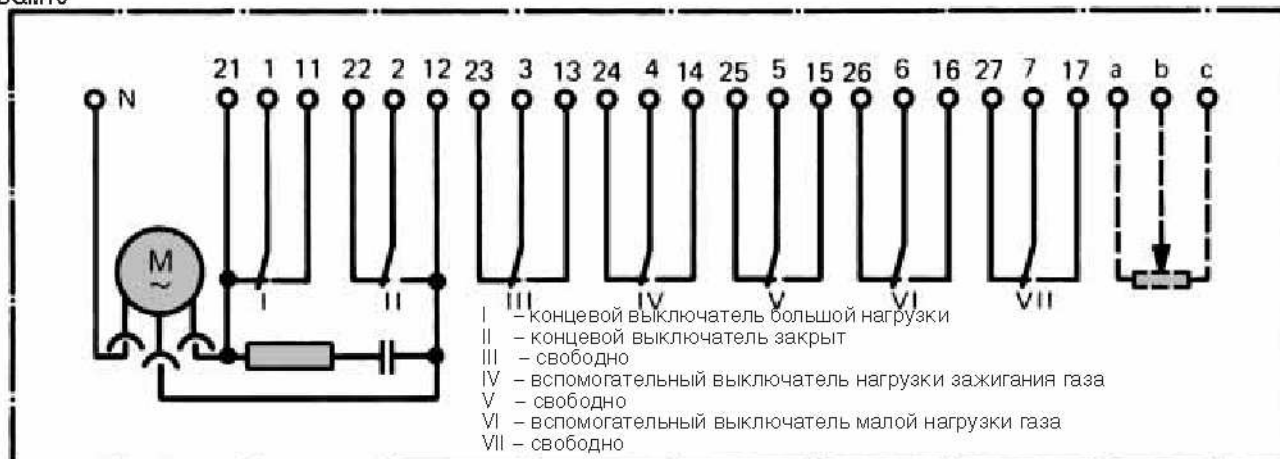 21 1 11 22 2 12 23 3 13 24 4 14 25 5 15 26 6 16 27 7 17 a b c
N
M
~
I II III IV V VI VII
I – концевой выключатель большой нагрузки
II – концевой выключатель закрыт
III – свободно
IV – вспомогательный выключатель нагрузки зажигания газа
V – свободно
VI – вспомогательный выключатель малой нагрузки газа
VII – свободно